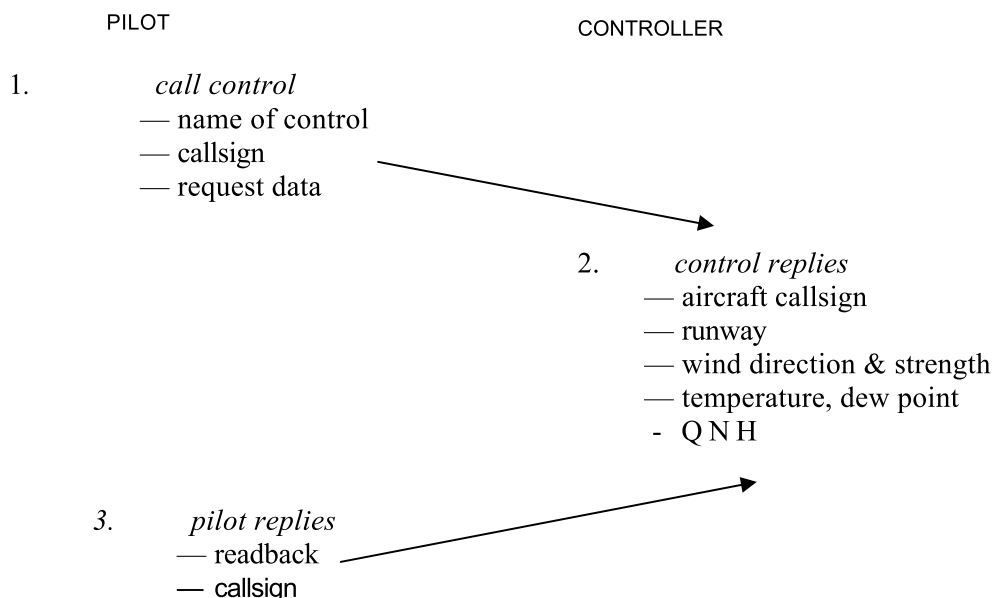 PILOT
CONTROLLER
1. call control
— name of control
— callsign
— request data
2. control replies
— aircraft callsign
— runway
— wind direction & strength
— temperature, dew point
- Q N H
3. pilot replies
— readback
— callsign